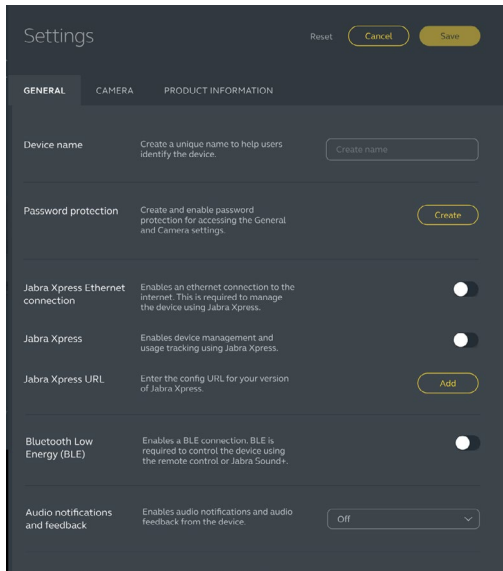 Settings
Reset
Cancel
Save
GENERAL
CAMERA
PRODUCT INFORMATION
Device name
Create a unique name to help users
identify the device.
Create name
Password protection
Create and enable password
protection for accessing the General
and Camera settings.
Create
Jabra Xpress Ethernet
connection
Enables an ethernet connection to the
internet. This is required to manage
the device using Jabra Xpress.
Jabra Xpress
Enables device management and
usage tracking using Jabra Xpress.
Jabra Xpress URL
Enter the config URL for your version
of Jabra Xpress.
Add
Bluetooth Low
Energy (BLE)
Enables a BLE connection. BLE is
required to control the device using
the remote control or Jabra Sound+.
Audio notifications
and feedback
Enables audio notifications and audio
feedback from the device.
Off